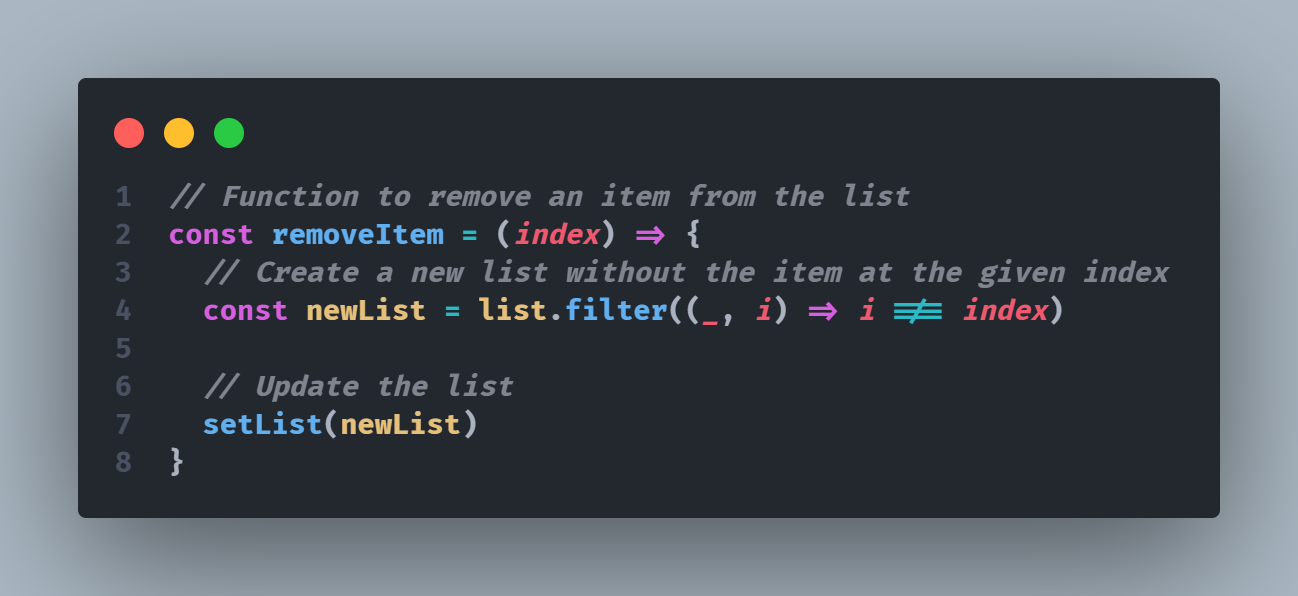 1 // Function to remove an item from the list
2 const removeItem = (index) => {
3   // Create a new list without the item at the given index
4   const newList = list.filter((_, i) => i !== index)
5
6   // Update the list
7   setList(newList)
8 }